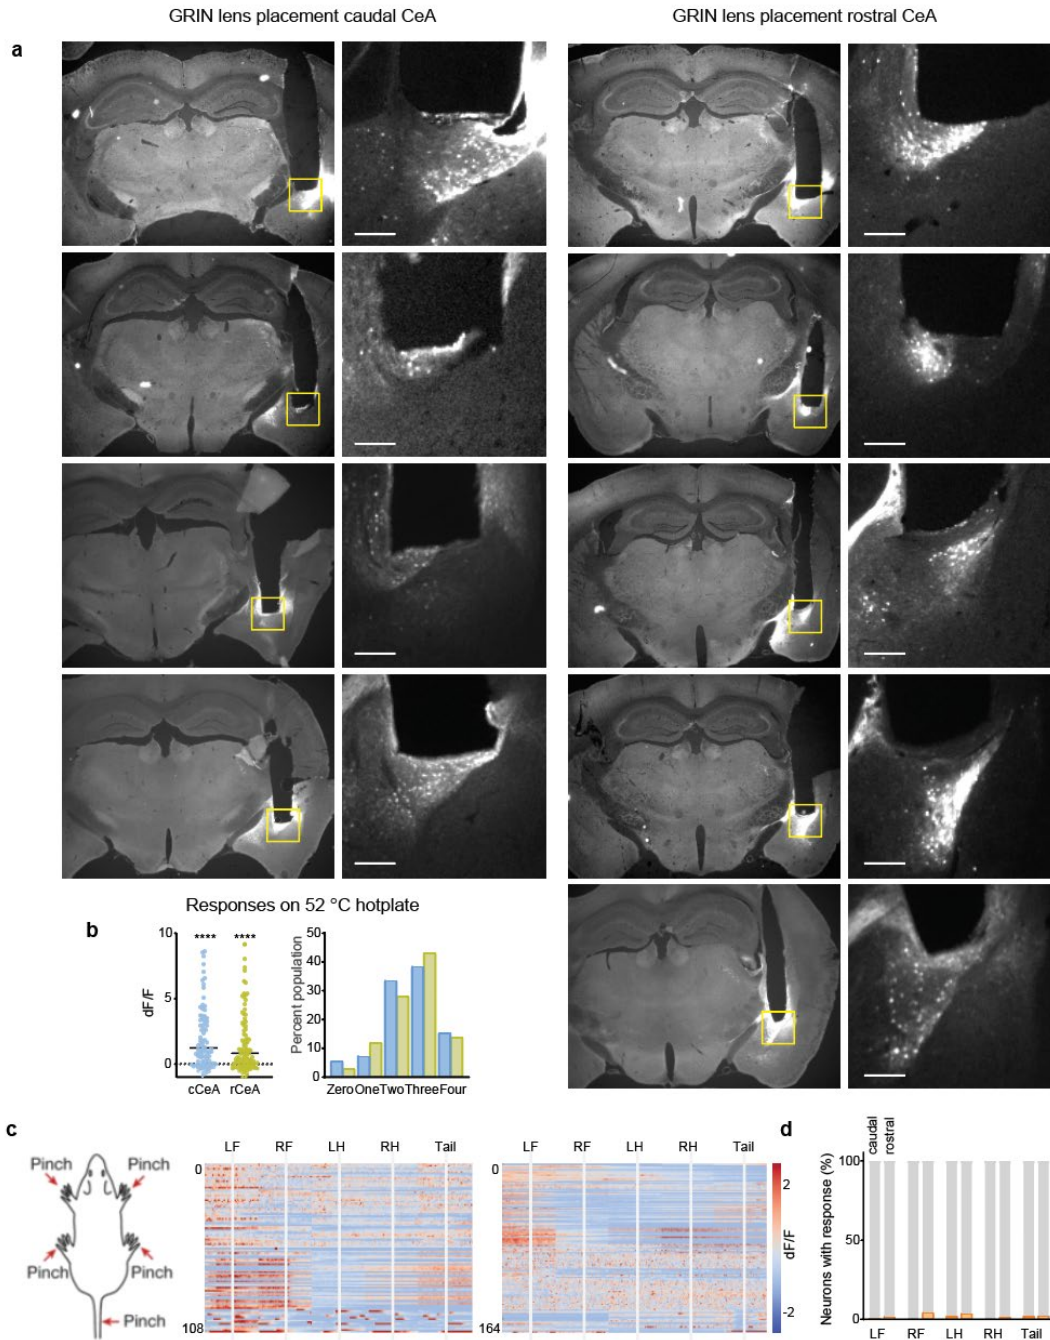 GRIN lens placement caudal CeA
GRIN lens placement rostral CeA
a
Responses on 52 °C hotplate
b
dF/F
10
5
0
**** ****
cCeA rCeA
Percent population
50
40
30
20
10
0
Zero One Two Three Four
c
Pinch Pinch
Pinch Pinch
Pinch
LF RF LH RH Tail
0
108
LF RF LH RH Tail
0
164
2
dF/F
-2
d
caudal
rostral
Neurons with response (%)
100
50
0
LF RF LH RH Tail